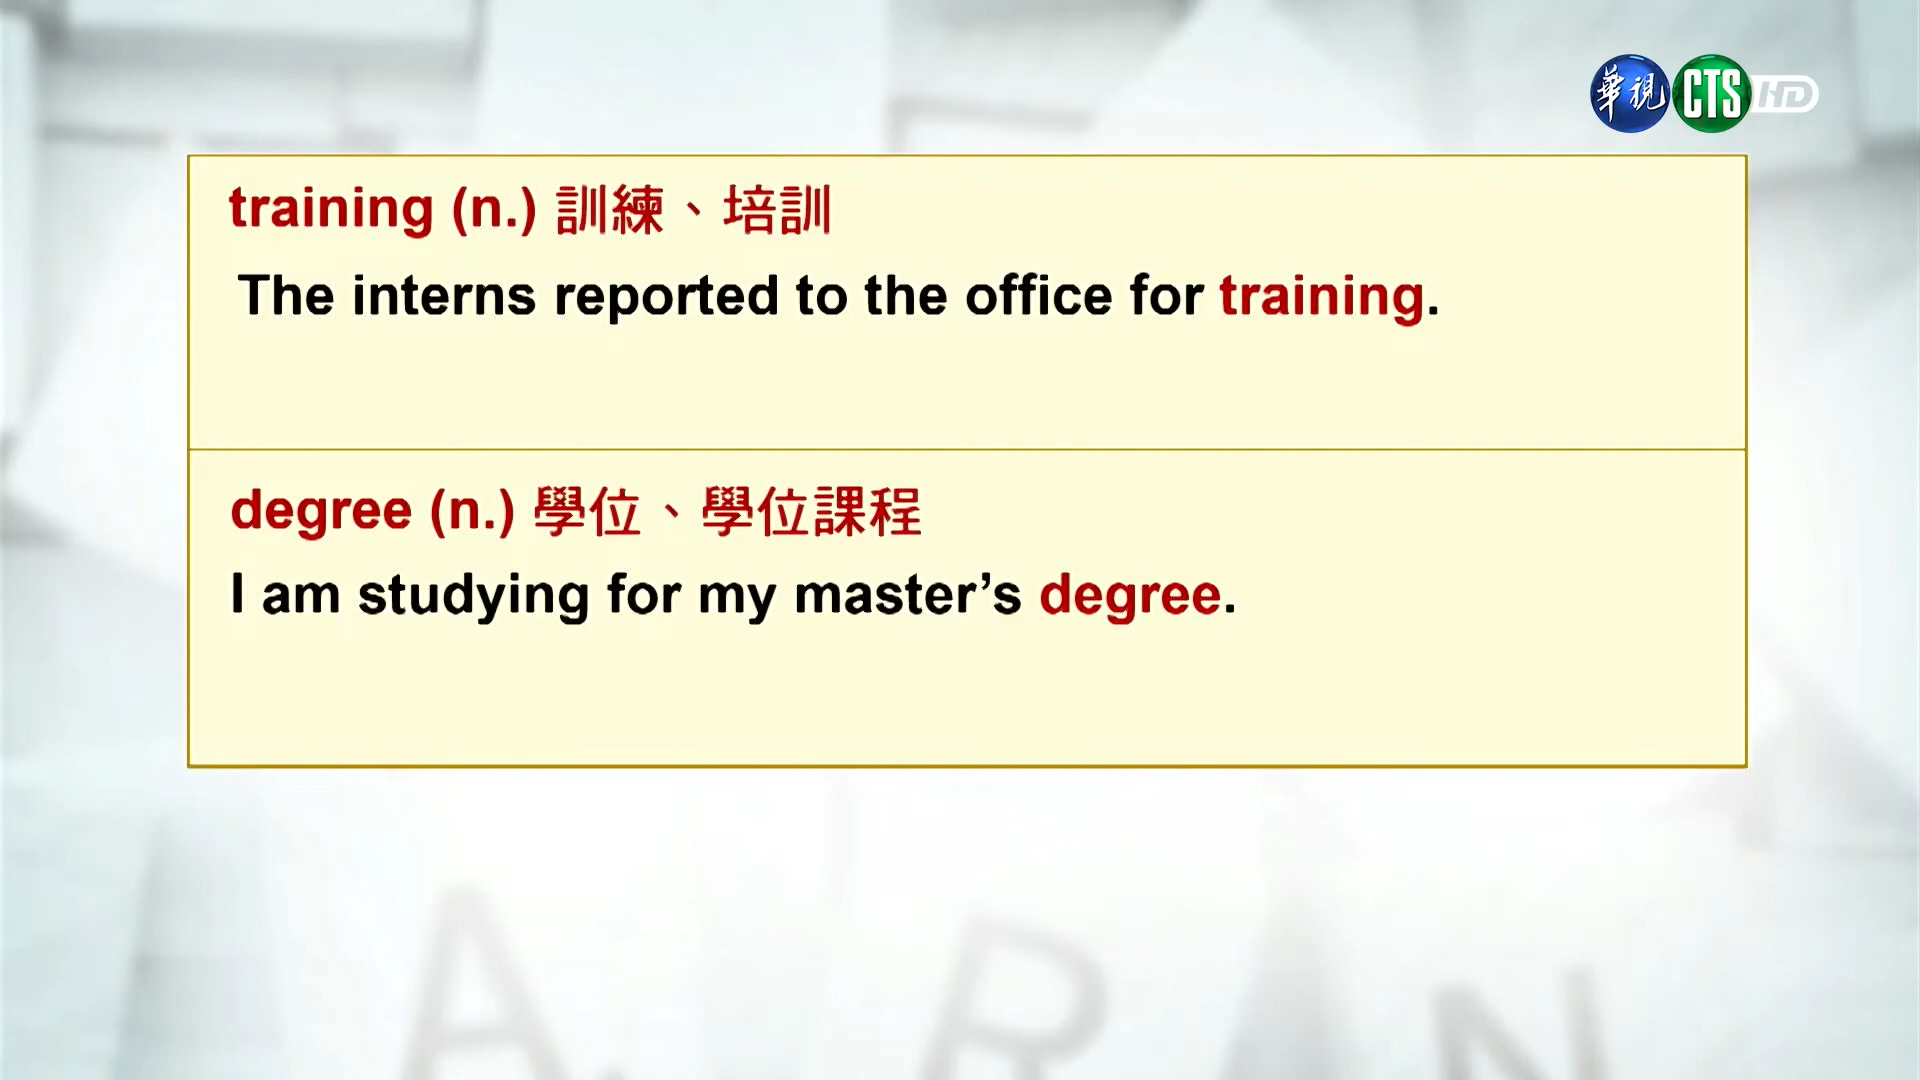 華視 CTS HD
training (n.) 訓練、培訓
The interns reported to the office for training.
degree (n.) 學位、學位課程
I am studying for my master’s degree.
A R N